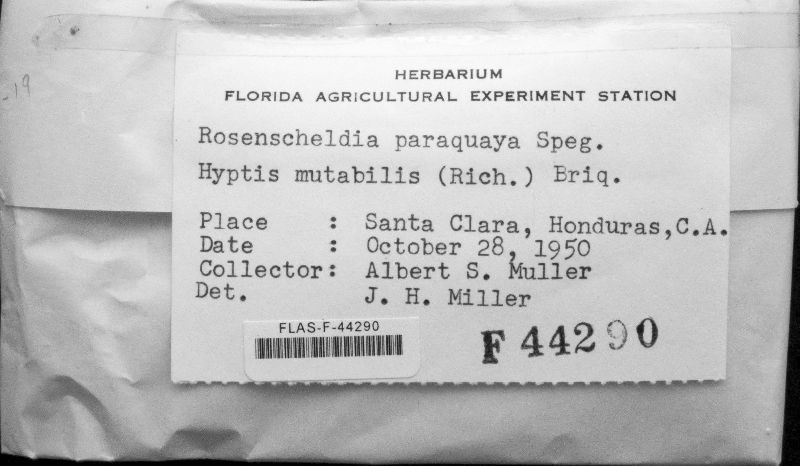 -19
HERBARIUM
FLORIDA AGRICULTURAL EXPERIMENT STATION
Rosenscheldia paraquaya Speg.
Hyptis mutabilis (Rich.) Briq.
Place : Santa Clara, Honduras,C.A.
Date : October 28, 1950
Collector: Albert S. Muller
Det. J. H. Miller
FLAS-F-44290
F 44290